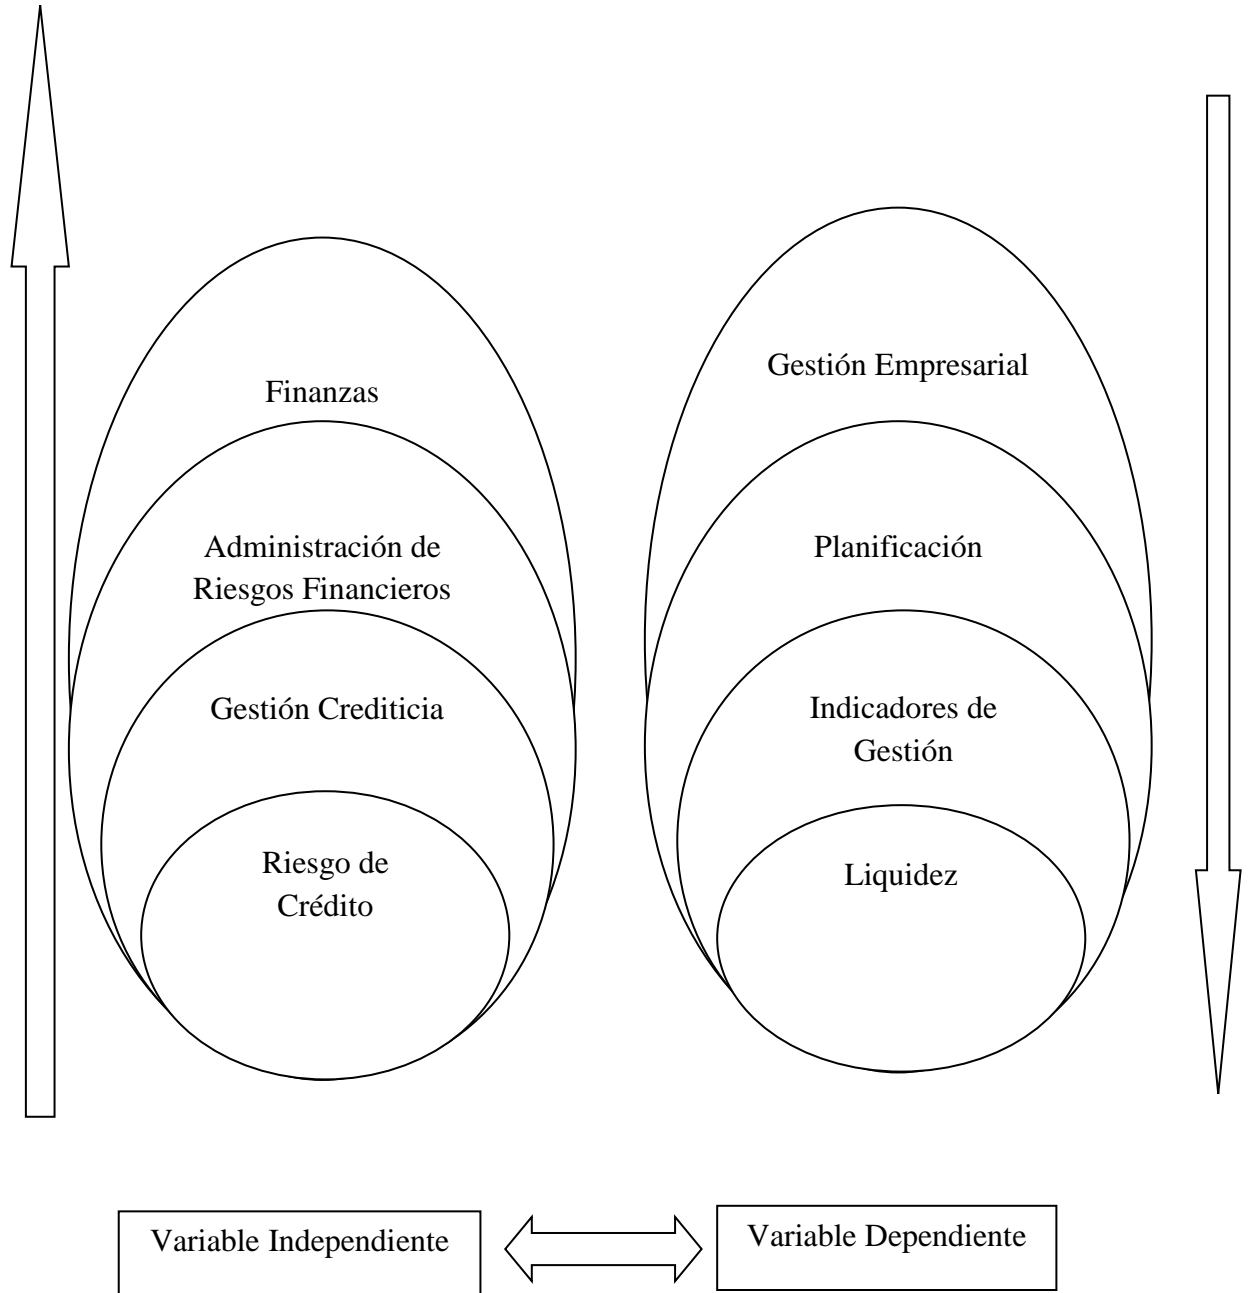 Finanzas
Administración de
Riesgos Financieros
Gestión Crediticia
Riesgo de
Crédito
Gestión Empresarial
Planificación
Indicadores de
Gestión
Liquidez
Variable Independiente
Variable Dependiente